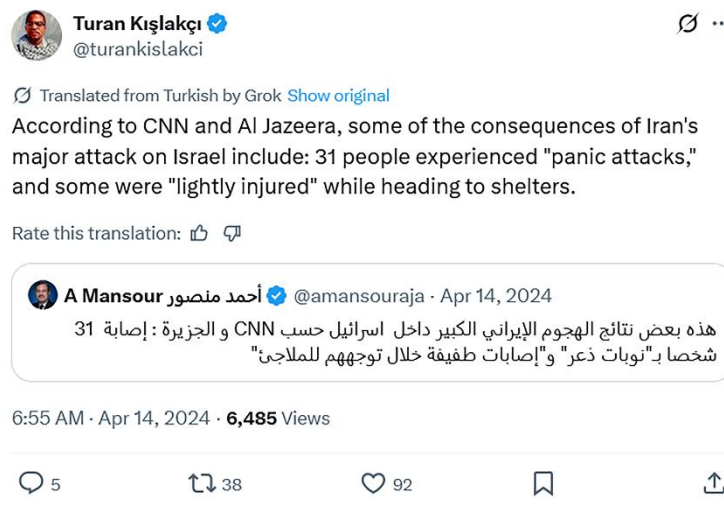 Turan Kışlakçı
@turankislakci
Translated from Turkish by Grok Show original
According to CNN and Al Jazeera, some of the consequences of Iran's
major attack on Israel include: 31 people experienced "panic attacks,"
and some were "lightly injured" while heading to shelters.
Rate this translation:
A Mansour أحمد منصور @amansouraja · Apr 14, 2024
هذه بعض نتائج الهجوم الإيراني الكبير داخل اسرائيل حسب CNN و الجزيرة : إصابة 31
شخصا بـ"نوبات ذعر" و"إصابات طفيفة خلال توجههم للملاجئ"
6:55 AM · Apr 14, 2024 · 6,485 Views
5 38 92